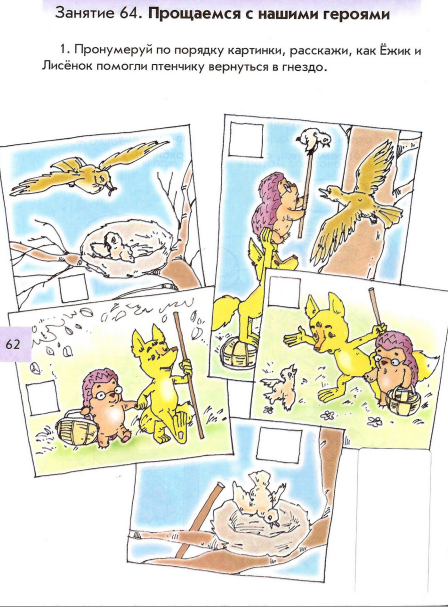 Занятие 64. Прощаемся с нашими героями
1. Пронумеруй по порядку картинки, расскажи, как Ёжик и
Лисёнок помогли птенчику вернуться в гнездо.
62